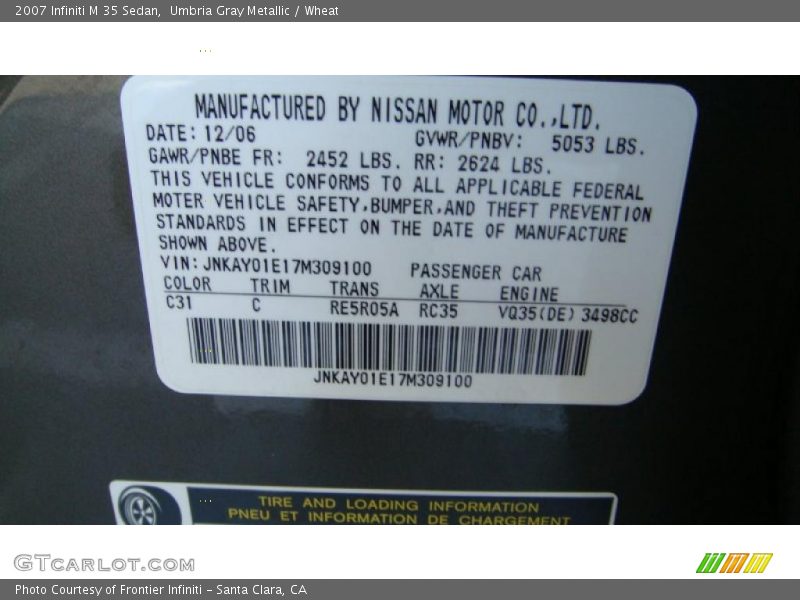 2007 Infiniti M 35 Sedan, Umbria Gray Metallic / Wheat
MANUFACTURED BY NISSAN MOTOR CO.,LTD.
DATE: 12/06 GVWR/PNBV: 5053 LBS.
GAWR/PNBE FR: 2452 LBS. RR: 2624 LBS.
THIS VEHICLE CONFORMS TO ALL APPLICABLE FEDERAL
MOTER VEHICLE SAFETY,BUMPER,AND THEFT PREVENTION
STANDARDS IN EFFECT ON THE DATE OF MANUFACTURE
SHOWN ABOVE.
VIN: JNKAY01E17M309100 PASSENGER CAR
COLOR TRIM TRANS AXLE ENGINE
C31 C RE5R05A RC35 VQ35(DE) 3498CC
JNKAY01E17M309100
TIRE AND LOADING INFORMATION
PNEU ET INFORMATION DE CHARGEMENT
GTCARLOT.COM
Photo Courtesy of Frontier Infiniti - Santa Clara, CA